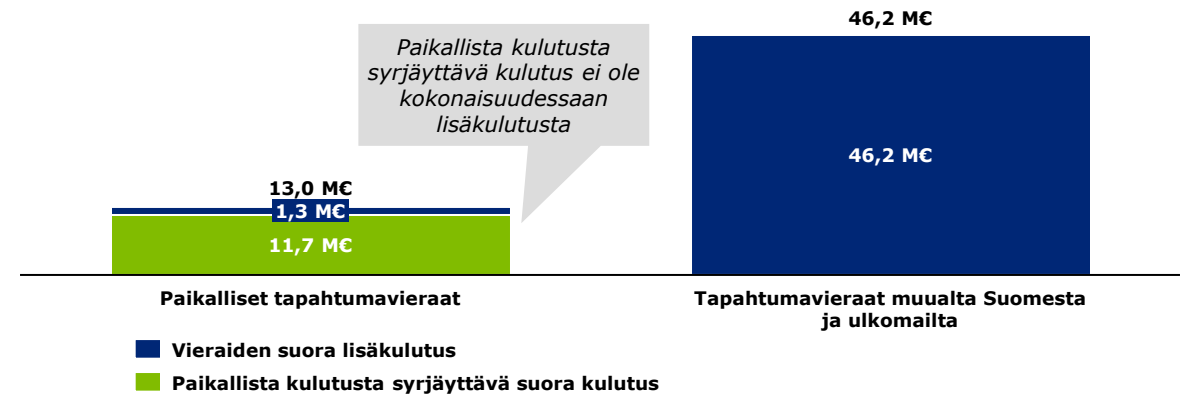 46,2 M€
Paikallista kulutusta
syrjäyttävä kulutus ei ole
kokonaisuudessaan
lisäkulutusta
46,2 M€
13,0 M€
1,3 M€
11,7 M€
Paikalliset tapahtumavieraat
Tapahtumavieraat muualta Suomesta
ja ulkomailta
Vieraiden suora lisäkulutus
Paikallista kulutusta syrjäyttävä suora kulutus